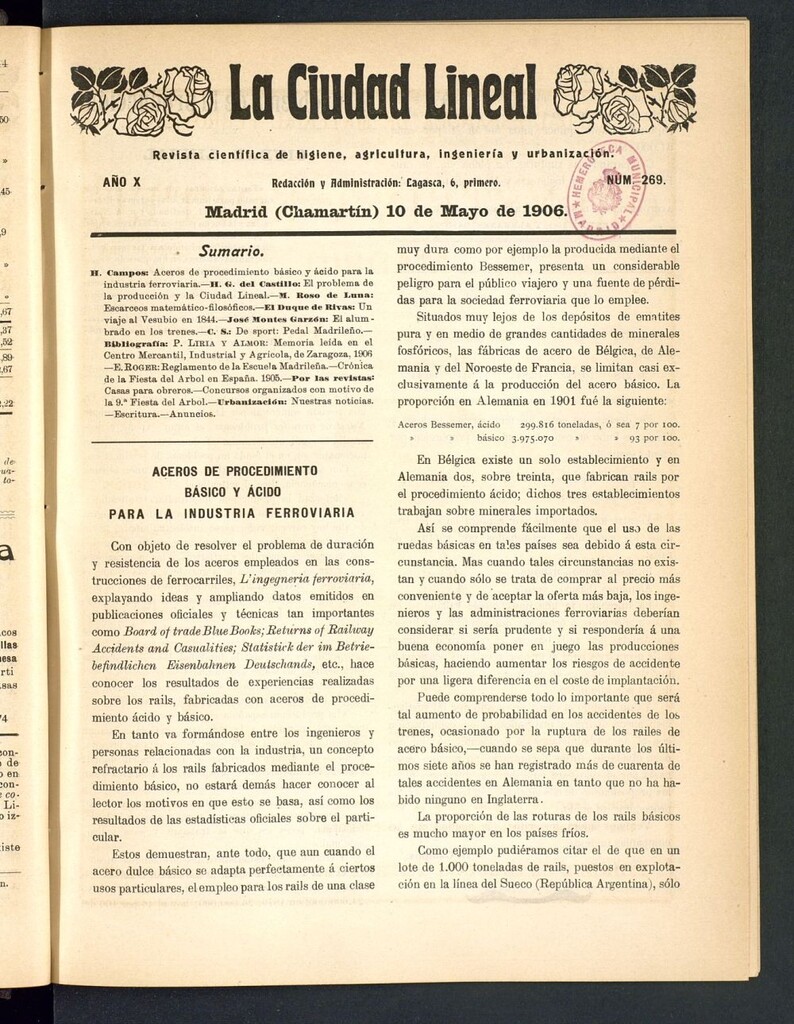 La Ciudad Lineal
Revista científica de higiene, agricultura, ingeniería y urbanización.
AÑO X
Redacción y Administración: Lagasca, 6, primero.
NÚM. 269.
HEMEROTECA MUNICIPAL
MADRID
Madrid (Chamartín) 10 de Mayo de 1906.
Sumario.
H. Campos: Aceros de procedimiento básico y ácido para la
industria ferroviaria.—H. G. del Castillo: El problema de
la producción y la Ciudad Lineal.—M. Roso de Luna:
Escarceos matemático-filosóficos.—El Duque de Rivas: Un
viaje al Vesubio en 1844.—José Montes Garzón: El alum-
brado en los trenes.—C. S.: De sport: Pedal Madrileño.—
Bibliografía: P. LIRIA Y ALMOR: Memoria leída en el
Centro Mercantil, Industrial y Agrícola, de Zaragoza, 1906
—E. ROGER: Reglamento de la Escuela Madrileña.—Crónica
de la Fiesta del Arbol en España. 1905.—Por las revistas:
Casas para obreros.—Concursos organizados con motivo de
la 9.ª Fiesta del Arbol.—Urbanización: Nuestras noticias.
—Escritura.—Anuncios.
ACEROS DE PROCEDIMIENTO
BÁSICO Y ÁCIDO
PARA LA INDUSTRIA FERROVIARIA
Con objeto de resolver el problema de duración
y resistencia de los aceros empleados en las cons-
trucciones de ferrocarriles, L'ingegneria ferroviaria,
explayando ideas y ampliando datos emitidos en
publicaciones oficiales y técnicas tan importantes
como Board of trade Blue Books; Returns of Railway
Accidents and Casualities; Statistick der im Betrie-
befindlichen Eisenbahnen Deutschands, etc., hace
conocer los resultados de experiencias realizadas
sobre los rails, fabricados con aceros de procedi-
miento ácido y básico.
En tanto va formándose entre los ingenieros y
personas relacionadas con la industria, un concepto
refractario á los rails fabricados mediante el proce-
dimiento básico, no estará demás hacer conocer al
lector los motivos en que esto se basa, así como los
resultados de las estadísticas oficiales sobre el parti-
cular.
Estos demuestran, ante todo, que aun cuando el
acero dulce básico se adapta perfectamente á ciertos
usos particulares, el empleo para los rails de una clase
muy dura como por ejemplo la producida mediante el
procedimiento Bessemer, presenta un considerable
peligro para el público viajero y una fuente de pérdi-
das para la sociedad ferroviaria que lo emplee.
Situados muy lejos de los depósitos de ematites
pura y en medio de grandes cantidades de minerales
fosfóricos, las fábricas de acero de Bélgica, de Ale-
mania y del Noroeste de Francia, se limitan casi ex-
clusivamente á la producción del acero básico. La
proporción en Alemania en 1901 fué la siguiente:
Aceros Bessemer, ácido 299.816 toneladas, ó sea 7 por 100.
» » básico 3.975.070 » » 93 por 100.
En Bélgica existe un solo establecimiento y en
Alemania dos, sobre treinta, que fabrican rails por
el procedimiento ácido; dichos tres establecimientos
trabajan sobre minerales importados.
Así se comprende fácilmente que el uso de las
ruedas básicas en tales países sea debido á esta cir-
cunstancia. Mas cuando tales circunstancias no exis-
tan y cuando sólo se trata de comprar al precio más
conveniente y de aceptar la oferta más baja, los inge-
nieros y las administraciones ferroviarias deberían
considerar si sería prudente y si respondería á una
buena economía poner en juego las producciones
básicas, haciendo aumentar los riesgos de accidente
por una ligera diferencia en el coste de implantación.
Puede comprenderse todo lo importante que será
tal aumento de probabilidad en los accidentes de los
trenes, ocasionado por la ruptura de los railes de
acero básico,—cuando se sepa que durante los últi-
mos siete años se han registrado más de cuarenta de
tales accidentes en Alemania en tanto que no ha ha-
bido ninguno en Inglaterra.
La proporción de las roturas de los rails básicos
es mucho mayor en los países fríos.
Como ejemplo pudiéramos citar el de que en un
lote de 1.000 toneladas de rails, puestos en explota-
ción en la línea del Sueco (República Argentina), sólo